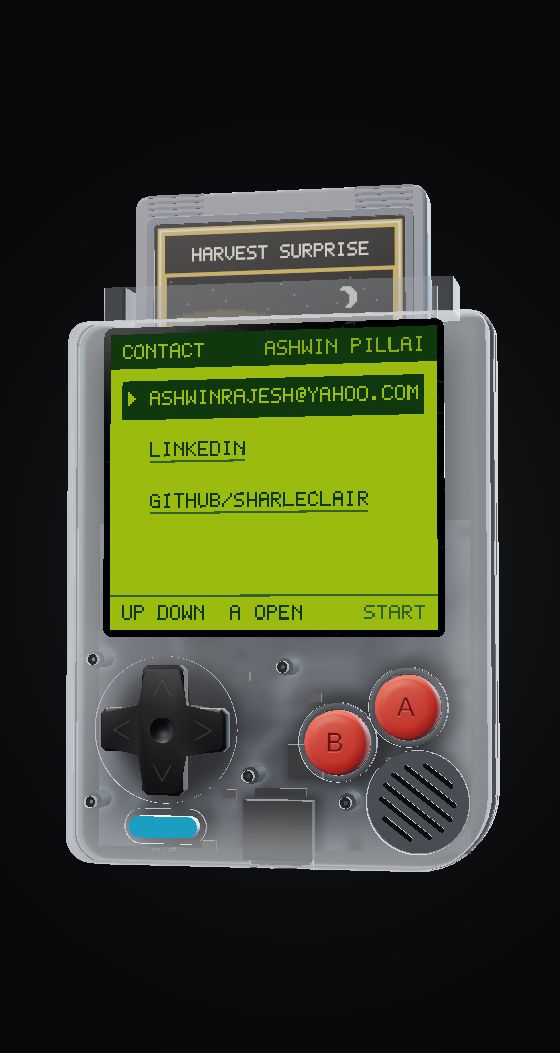 HARVEST SURPRISE
CONTACT ASHWIN PILLAI
ASHWINRAJESH@YAHOO.COM
LINKEDIN
GITHUB/SHARLECLAIR
UP DOWN A OPEN START
A
B